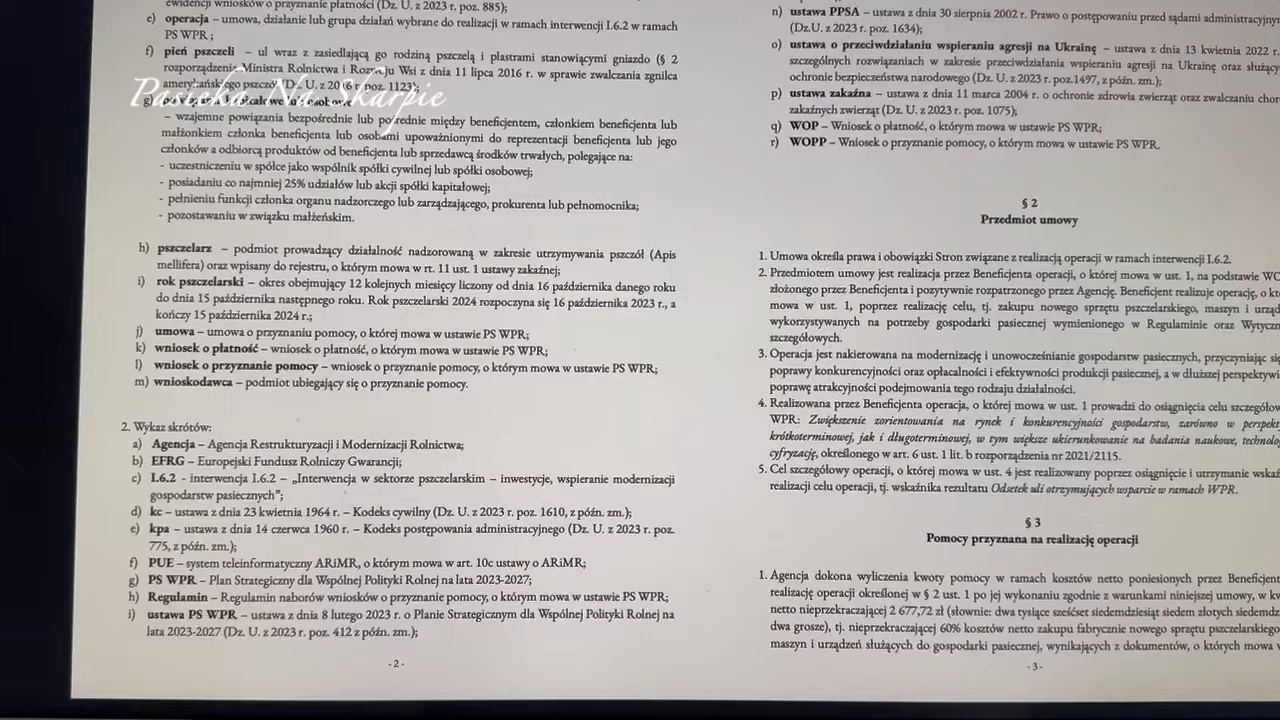 ewidencji wniosków o przyznanie płatności (Dz. U. z 2023 r. poz. 885);
e) operacja – umowa, działanie lub grupa działań wybrane do realizacji w ramach interwencji I.6.2 w ramach
PS WPR ;
f) pień pszczeli – ul wraz z zasiedlającą go rodziną pszczelą i plastrami stanowiącymi gniazdo (§ 2
rozporządzenia Ministra Rolnictwa i Rozwoju Wsi z dnia 11 lipca 2016 r. w sprawie zwalczania zgnilca
amerykańskiego pszczół (Dz. U. z 2016 r. poz. 1123);
Pasieka Na Skarpie
g)
– wzajemne powiązania bezpośrednie lub pośrednie między beneficjentem, członkiem beneficjenta lub
małżonkiem członka beneficjenta lub osobami upoważnionymi do reprezentacji beneficjenta lub jego
członków a odbiorcą produktów od beneficjenta lub sprzedawcą środków trwałych, polegające na:
- uczestniczeniu w spółce jako wspólnik spółki cywilnej lub spółki osobowej;
- posiadaniu co najmniej 25% udziałów lub akcji spółki kapitałowej;
- pełnieniu funkcji członka organu nadzorczego lub zarządzającego, prokurenta lub pełnomocnika;
- pozostawaniu w związku małżeńskim.
h) pszczelarz – podmiot prowadzący działalność nadzorowaną w zakresie utrzymywania pszczół (Apis
mellifera) oraz wpisany do rejestru, o którym mowa w rt. 11 ust. 1 ustawy zakaźnej;
i) rok pszczelarski – okres obejmujący 12 kolejnych miesięcy liczony od dnia 16 października danego roku
do dnia 15 października następnego roku. Rok pszczelarski 2024 rozpoczyna się 16 października 2023 r., a
kończy 15 października 2024 r.;
j) umowa – umowa o przyznaniu pomocy, o której mowa w ustawie PS WPR;
k) wniosek o płatność – wniosek o płatność, o którym mowa w ustawie PS WPR;
l) wniosek o przyznanie pomocy – wniosek o przyznanie pomocy, o którym mowa w ustawie PS WPR;
m) wnioskodawca – podmiot ubiegający się o przyznanie pomocy.
2. Wykaz skrótów:
a) Agencja – Agencja Restrukturyzacji i Modernizacji Rolnictwa;
b) EFRG – Europejski Fundusz Rolniczy Gwarancji;
c) I.6.2 - interwencja I.6.2 – „Interwencja w sektorze pszczelarskim – inwestycje, wspieranie modernizacji
gospodarstw pasiecznych”;
d) kc – ustawa z dnia 23 kwietnia 1964 r. – Kodeks cywilny (Dz. U. z 2023 r. poz. 1610, z późn. zm.);
e) kpa – ustawa z dnia 14 czerwca 1960 r. – Kodeks postępowania administracyjnego (Dz. U. z 2023 r. poz.
775, z późn. zm.);
f) PUE – system teleinformatyczny ARiMR, o którym mowa w art. 10c ustawy o ARiMR;
g) PS WPR – Plan Strategiczny dla Wspólnej Polityki Rolnej na lata 2023-2027;
h) Regulamin – Regulamin naborów wniosków o przyznanie pomocy, o którym mowa w ustawie PS WPR;
i) ustawa PS WPR – ustawa z dnia 8 lutego 2023 r. o Planie Strategicznym dla Wspólnej Polityki Rolnej na
lata 2023-2027 (Dz. U. z 2023 r. poz. 412 z późn. zm.);
- 2 -
n) ustawa PPSA – ustawa z dnia 30 sierpnia 2002 r. Prawo o postępowaniu przed sądami
(Dz.U. z 2023 r. poz. 1634);
o) ustawa o przeciwdziałaniu wspieraniu agresji na Ukrainę – ustawa z dnia 13 kwietnia 2022 r.
szczególnych rozwiązaniach w zakresie przeciwdziałania wspieraniu agresji na Ukrainę oraz
ochronie bezpieczeństwa narodowego (Dz. U. z 2023 r. poz.1497, z późn. zm.);
p) ustawa zakaźna – ustawa z dnia 11 marca 2004 r. o ochronie zdrowia zwierząt oraz zwalczaniu
zakaźnych zwierząt (Dz. U. z 2023 r. poz. 1075);
q) WOP – Wniosek o płatność, o którym mowa w ustawie PS WPR;
r) WOPP – Wniosek o przyznanie pomocy, o którym mowa w ustawie PS WPR.
§ 2
Przedmiot umowy
1. Umowa określa prawa i obowiązki Stron związane z realizacją operacji w ramach interwencji I.6.2.
2. Przedmiotem umowy jest realizacja przez Beneficjenta operacji, o której mowa w ust. 1, na podstawie
złożonego przez Beneficjenta i pozytywnie rozpatrzonego przez Agencję. Beneficjent realizuje operację, o
mowa w ust. 1, poprzez realizację celu, tj. zakupu nowego sprzętu pszczelarskiego, maszyn i
wykorzystywanych na potrzeby gospodarki pasiecznej wymienionego w Regulaminie oraz
szczegółowych.
3. Operacja jest nakierowana na modernizację i unowocześnianie gospodarstw pasiecznych, przyczyniając
poprawy konkurencyjności oraz opłacalności i efektywności produkcji pasiecznej, a w dłuższej
poprawę atrakcyjności podejmowania tego rodzaju działalności.
4. Realizowana przez Beneficjenta operacja, o której mowa w ust. 1 prowadzi do osiągnięcia celu
WPR: Zwiększenie zorientowania na rynek i konkurencyjności gospodarstw, zarówno w
krótkoterminowej, jak i długoterminowej, w tym większe ukierunkowanie na badania naukowe,
cyfryzację, określonego w art. 6 ust. 1 lit. b rozporządzenia nr 2021/2115.
5. Cel szczegółowy operacji, o której mowa w ust. 4 jest realizowany poprzez osiągnięcie i utrzymanie
realizacji celu operacji, tj. wskaźnika rezultatu Odsetek uli otrzymujących wsparcie w ramach WPR.
§ 3
Pomocy przyznana na realizację operacji
1. Agencja dokona wyliczenia kwoty pomocy w ramach kosztów netto poniesionych przez
realizację operacji określonej w § 2 ust. 1 po jej wykonaniu zgodnie z warunkami niniejszej umowy, w
netto nieprzekraczającej 2 677,72 zł (słownie: dwa tysiące sześćset siedemdziesiąt siedem złotych
dwa grosze), tj. nieprzekraczającej 60% kosztów netto zakupu fabrycznie nowego sprzętu
maszyn i urządzeń służących do gospodarki pasiecznej, wynikających z dokumentów, o których mowa
- 3 -